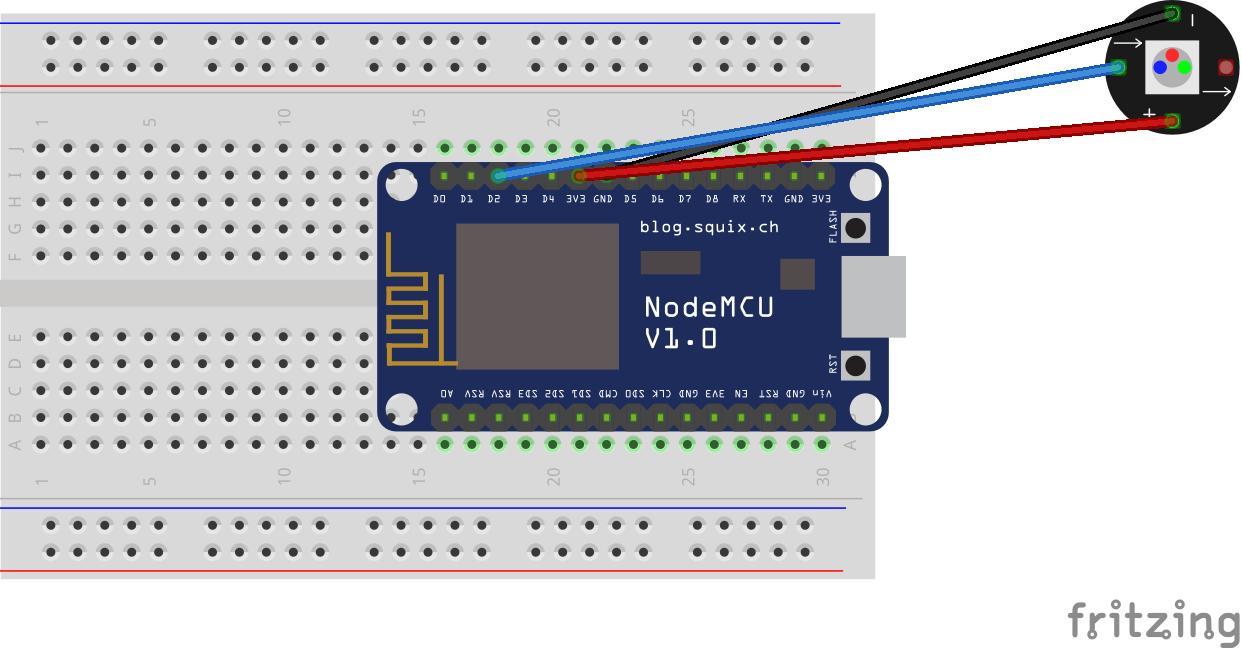 1 5 10 15 20 25
J
I
H
G
F
D0 D1 D2 D3 D4 3V3 GND D5 D6 D7 D8 RX TX GND 3V3
blog.squix.ch
FLASH
NodeMCU
V1.0
RST
A0 RSV RSV SD3 SD2 SD1 CMD SD0 CLK GND 3V3 EN RST GND Vin
E
D
C
B
A
A
1 5 10 15 20 25 30
− +
fritzing